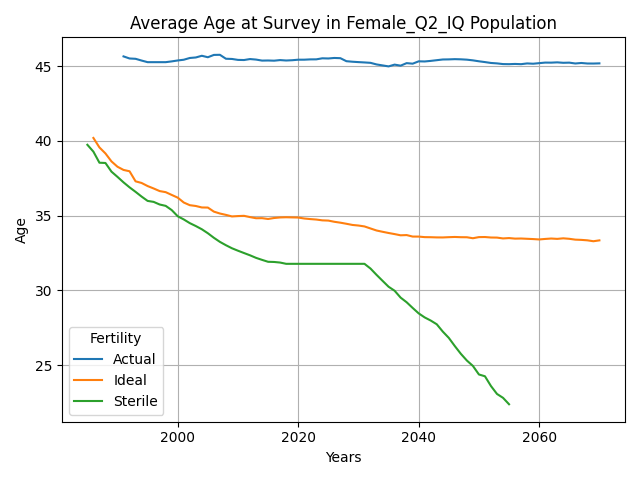 Average Age at Survey in Female_Q2_IQ Population
Age
45
40
35
30
25
Fertility
Actual
Ideal
Sterile
2000
2020
2040
2060
Years